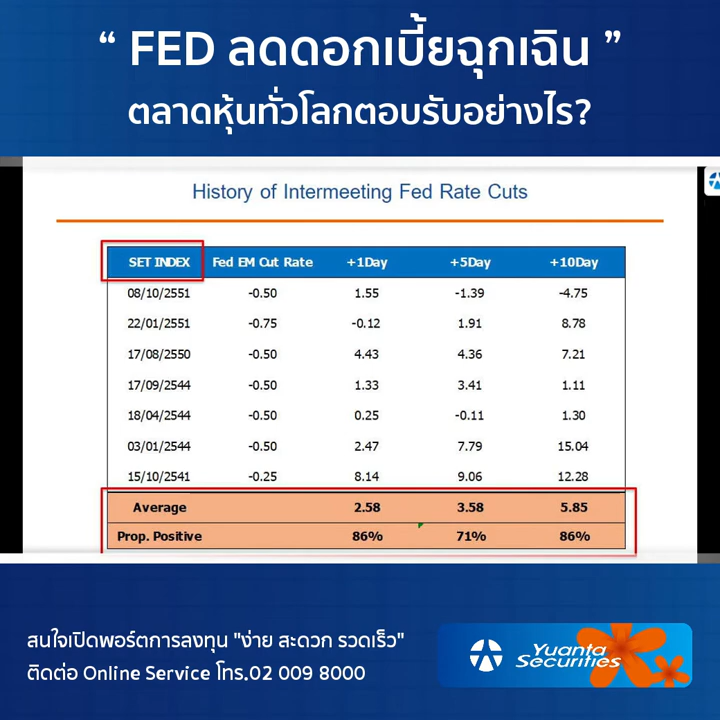 “ FED ลดดอกเบี้ยฉุกเฉิน ”
ตลาดหุ้นทั่วโลกตอบรับอย่างไร?
History of Intermeeting Fed Rate Cuts
SET INDEX Fed EM Cut Rate +1Day +5Day +10Day
08/10/2551 -0.50 1.55 -1.39 -4.75
22/01/2551 -0.75 -0.12 1.91 8.78
17/08/2550 -0.50 4.43 4.36 7.21
17/09/2544 -0.50 1.33 3.41 1.11
18/04/2544 -0.50 0.25 -0.11 1.30
03/01/2544 -0.50 2.47 7.79 15.04
15/10/2541 -0.25 8.14 9.06 12.28
Average 2.58 3.58 5.85
Prop. Positive 86% 71% 86%
สนใจเปิดพอร์ตการลงทุน "ง่าย สะดวก รวดเร็ว"
ติดต่อ Online Service โทร.02 009 8000
Yuanta
Securities